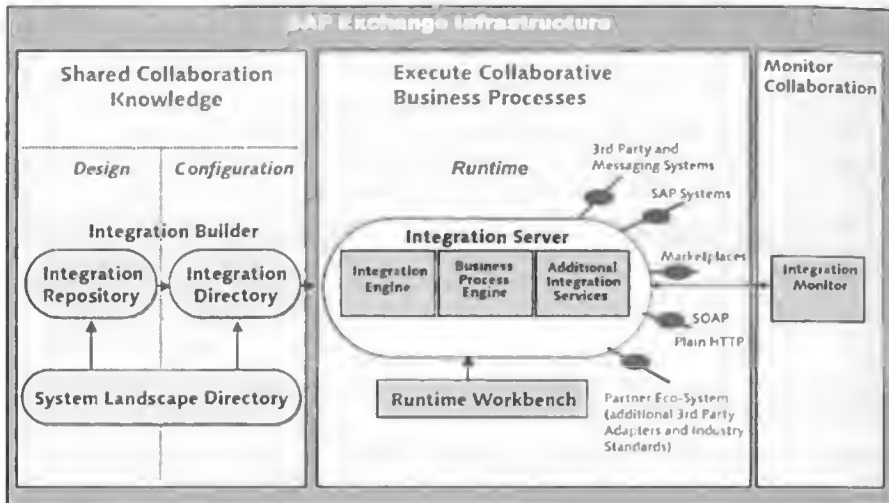 SAP Exchange Infrastructure
Shared Collaboration
Knowledge
Design
Configuration
Integration Builder
Integration
Repository
Integration
Directory
System Landscape Directory
Execute Collaborative
Business Processes
Runtime
Integration Server
Integration
Engine
Business
Process
Engine
Additional
Integration
Services
Runtime Workbench
3rd Party and
Messaging Systems
SAP Systems
Marketplaces
SOAP
Plain HTTP
Partner Eco-System
(additional 3rd Party
Adapters and Industry
Standards)
Monitor
Collaboration
Integration
Monitor